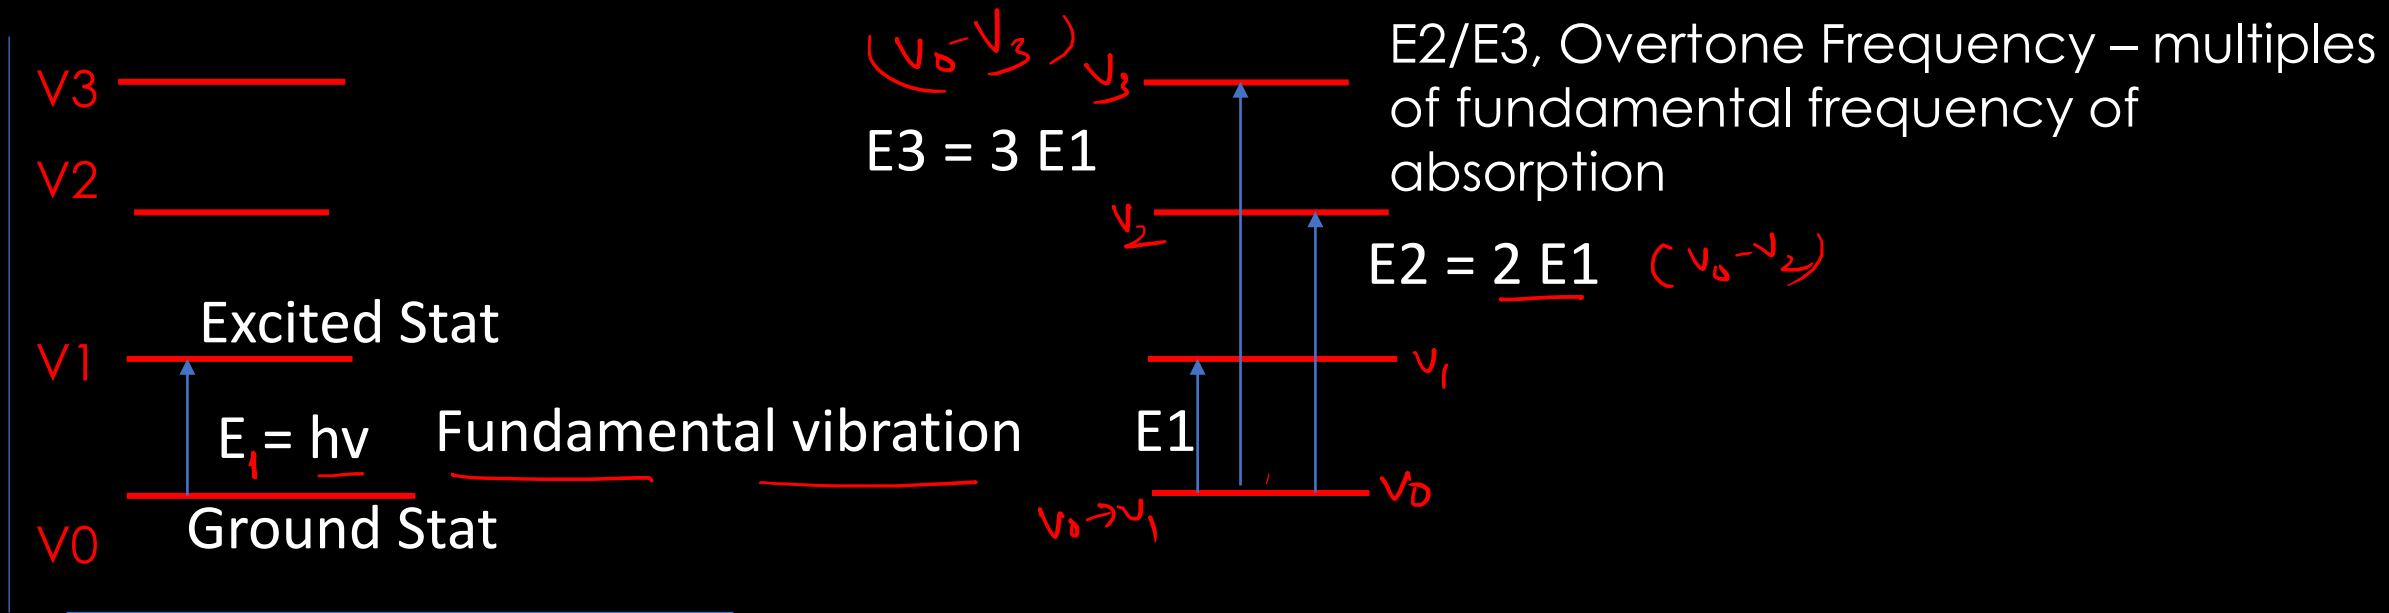 V3
V2
Excited Stat
V1
E1 = hv
Fundamental vibration
Ground Stat
V0
(V0-V3)
V3
E3 = 3 E1
E2/E3, Overtone Frequency – multiples
of fundamental frequency of
absorption
V2
E2 = 2 E1 (V0-V2)
V1
E1
V0
V0→V1